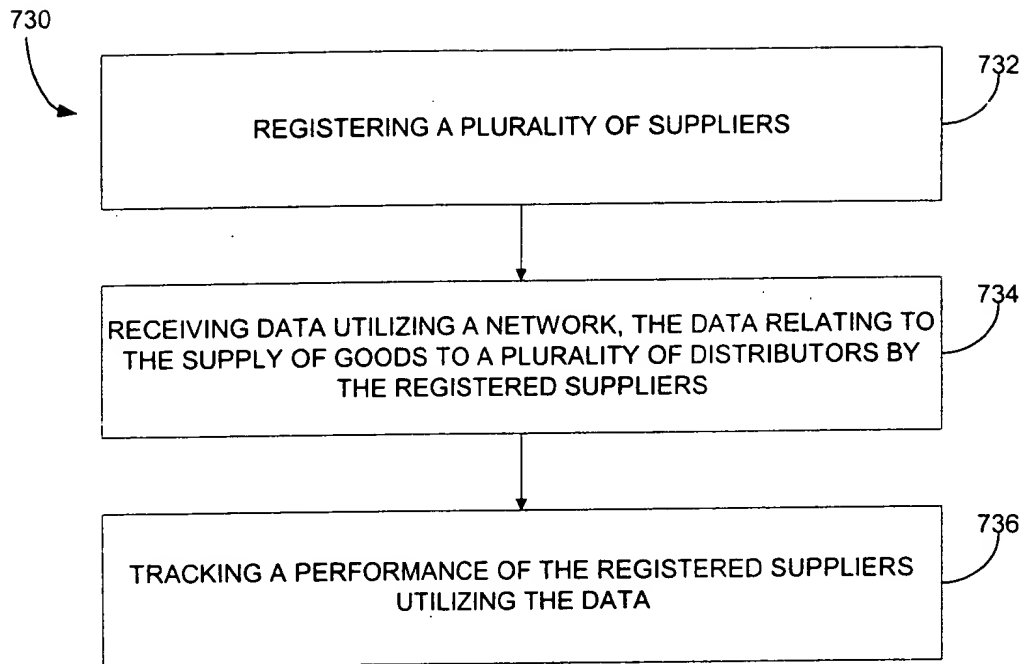 730
732
REGISTERING A PLURALITY OF SUPPLIERS
734
RECEIVING DATA UTILIZING A NETWORK, THE DATA RELATING TO
THE SUPPLY OF GOODS TO A PLURALITY OF DISTRIBUTORS BY
THE REGISTERED SUPPLIERS
736
TRACKING A PERFORMANCE OF THE REGISTERED SUPPLIERS
UTILIZING THE DATA